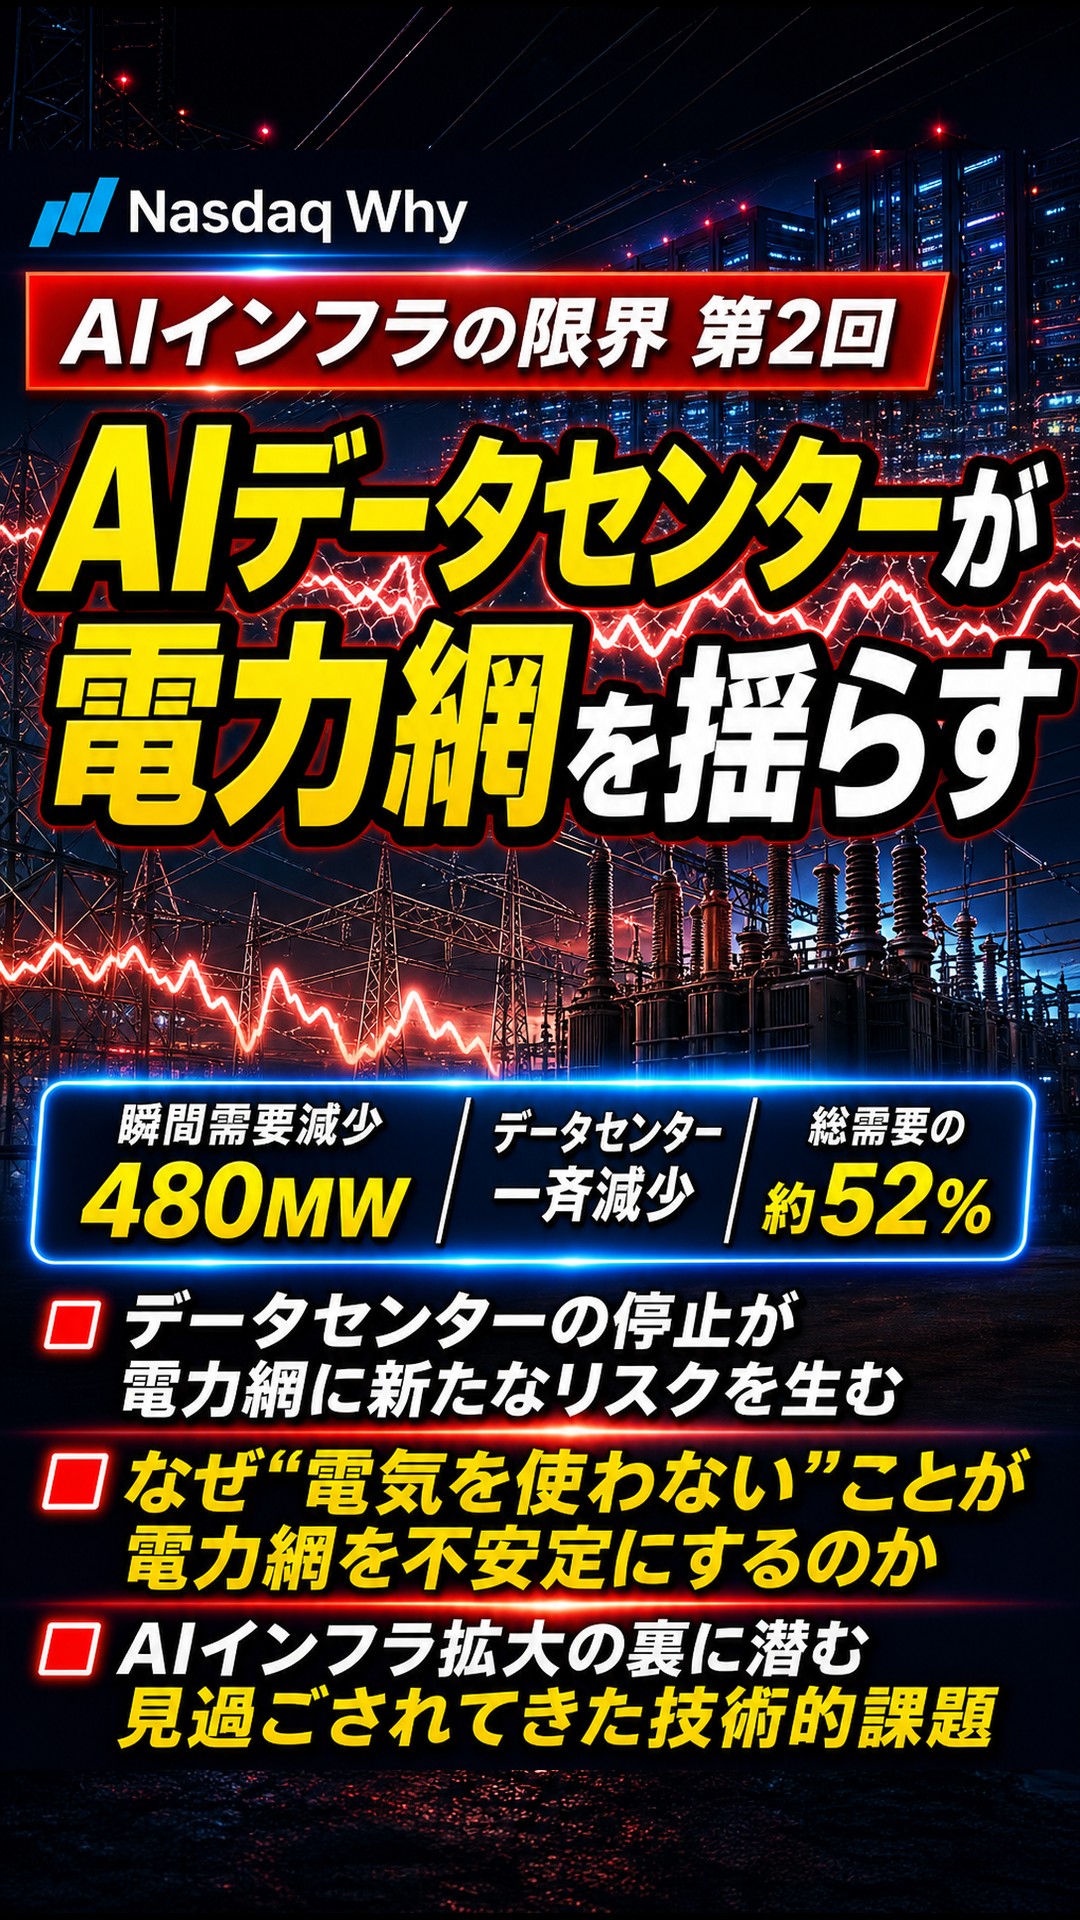 Nasdaq Why
AIインフラの限界 第2回
AIデータセンターが
電力網を揺らす
瞬間需要減少
480MW
データセンター
一斉減少
総需要の
約52%
データセンターの停止が
電力網に新たなリスクを生む
なぜ“電気を使わない”ことが
電力網を不安定にするのか
AIインフラ拡大の裏に潜む
見過ごされてきた技術的課題